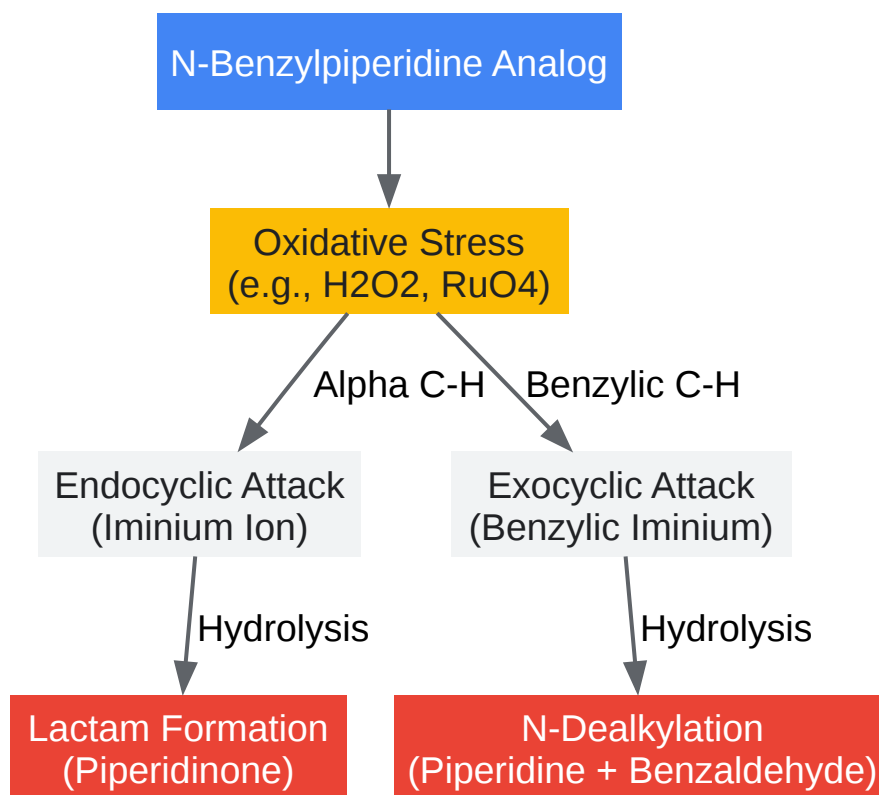 N-Benzylpiperidine Analog
Oxidative Stress
(e.g., H2O2, RuO4)
Alpha C-H
Benzylic C-H
Endocyclic Attack
(Iminium Ion)
Exocyclic Attack
(Benzylic Iminium)
Hydrolysis
Hydrolysis
Lactam Formation
(Piperidinone)
N-Dealkylation
(Piperidine + Benzaldehyde)